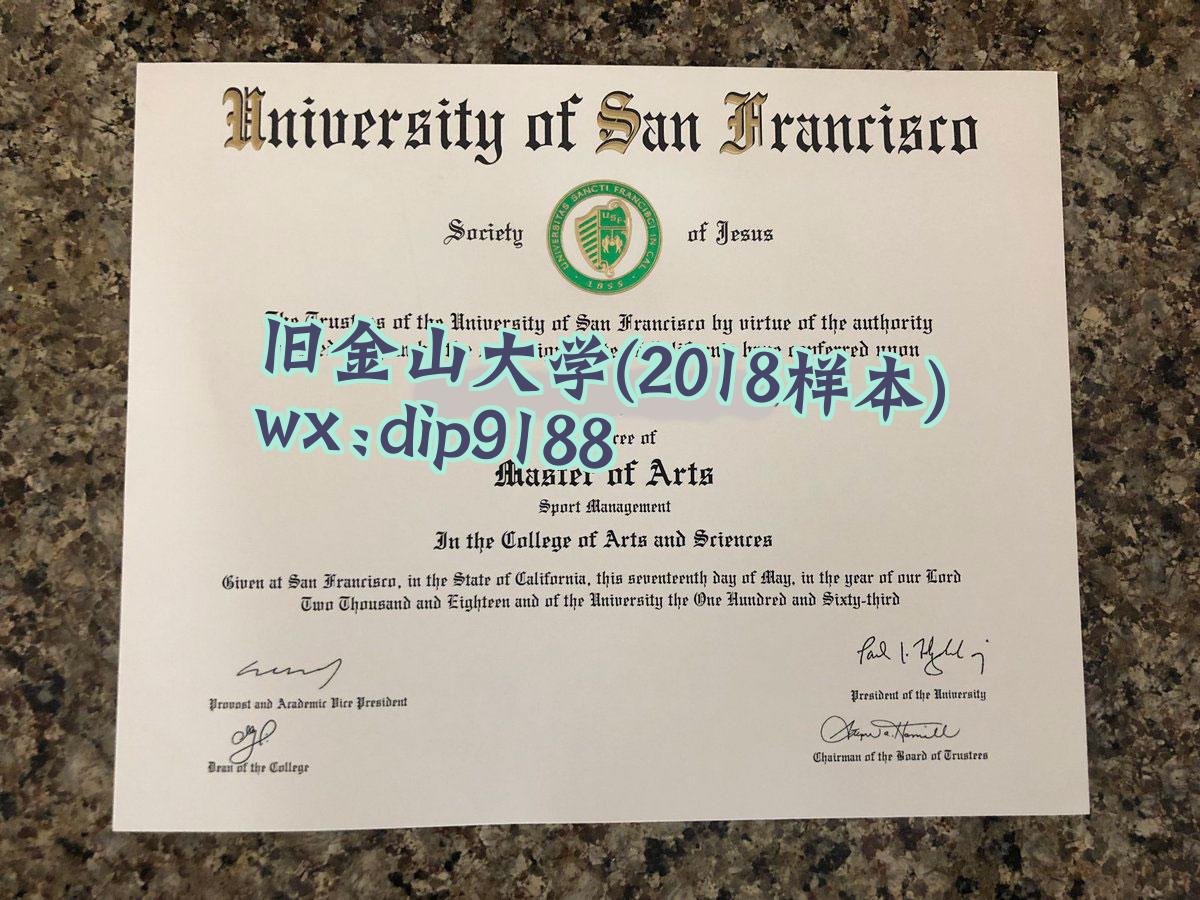 University of San Francisco
Society of Jesus
UNIVERSITAS SANCTI FRANCISCI IN CAL.
USF
1855
The Trustees of the University of San Francisco by virtue of the authority
conferred upon
旧金山大学(2018样本)
wx:dip9188
Master of Arts
Sport Management
In the College of Arts and Sciences
Given at San Francisco, in the State of California, this seventeenth day of May, in the year of our Lord
Two Thousand and Eighteen and of the University the One Hundred and Sixty-third
Provost and Academic Vice President
President of the University
Dean of the College
Chairman of the Board of Trustees